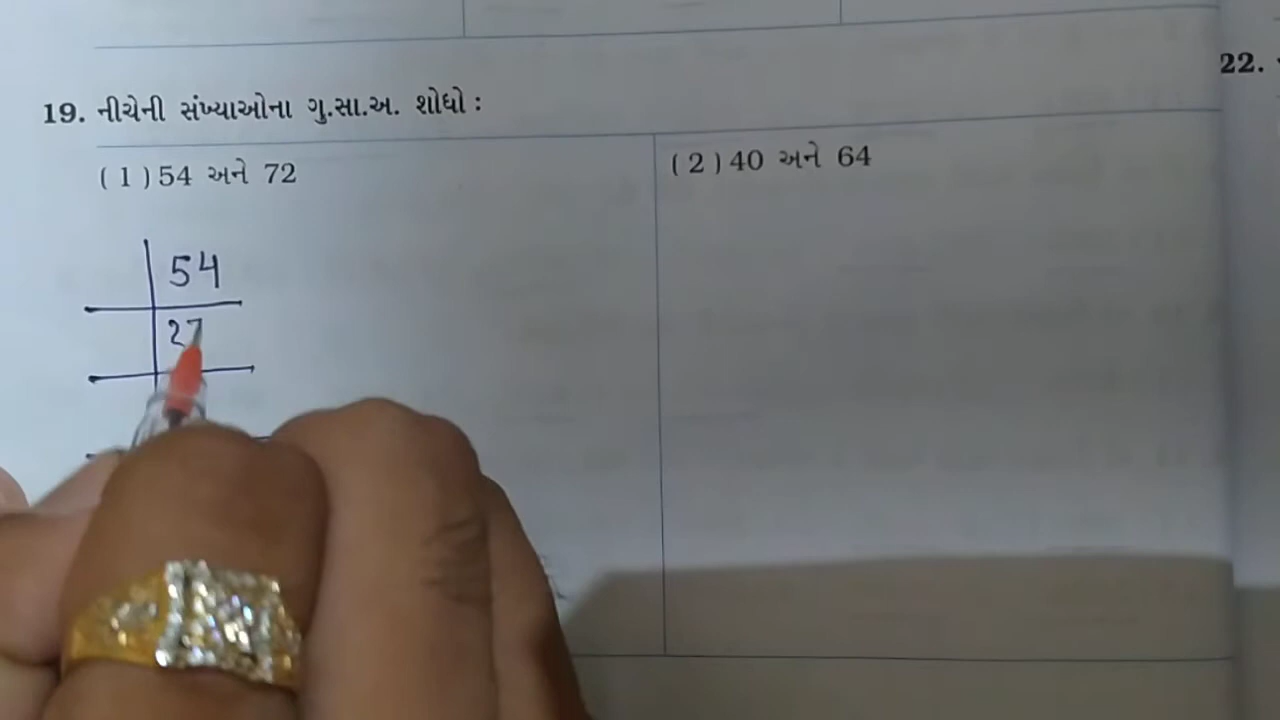 19. નીચેની સંખ્યાઓના ગુ.સા.અ. શોધો :
22.
(1) 54 અને 72
(2) 40 અને 64
54
27